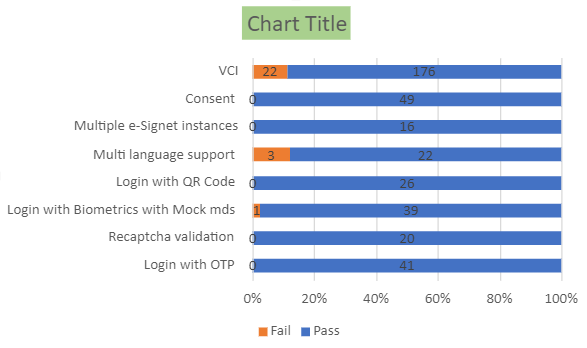 Chart Title
VCI 22 176
Consent 0 49
Multiple e-Signet instances 0 16
Multi language support 3 22
Login with QR Code 0 26
Login with Biometrics with Mock mds 1 39
Recaptcha validation 0 20
Login with OTP 0 41
0% 20% 40% 60% 80% 100%
Fail Pass